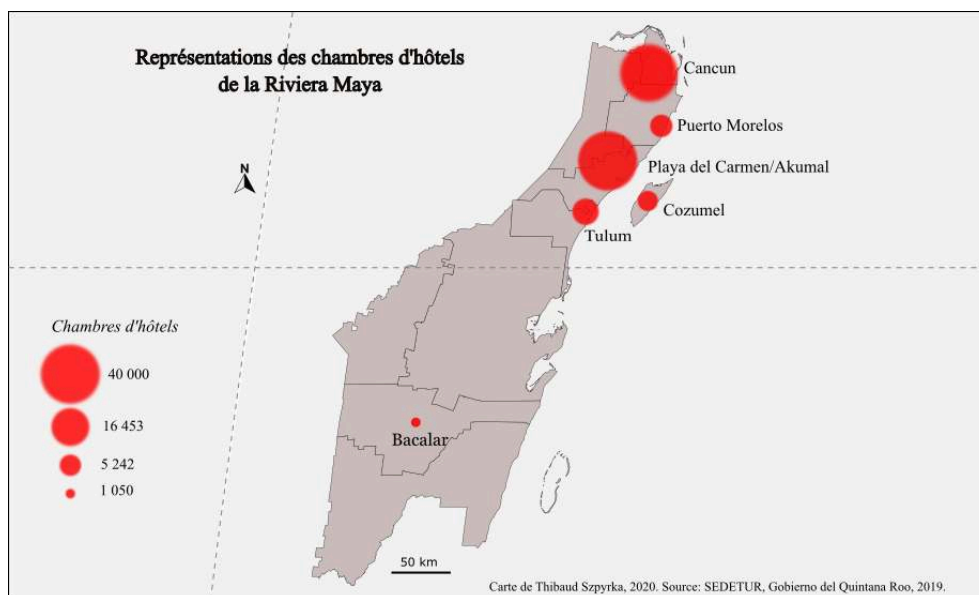 Représentations des chambres d'hôtels
de la Riviera Maya
Cancun
Puerto Morelos
N
Playa del Carmen/Akumal
Cozumel
Tulum
Chambres d'hôtels
40 000
16 453
5 242
1 050
Bacalar
50 km
Carte de Thibaud Szpyrka, 2020. Source: SEDETUR, Gobierno del Quintana Roo, 2019.